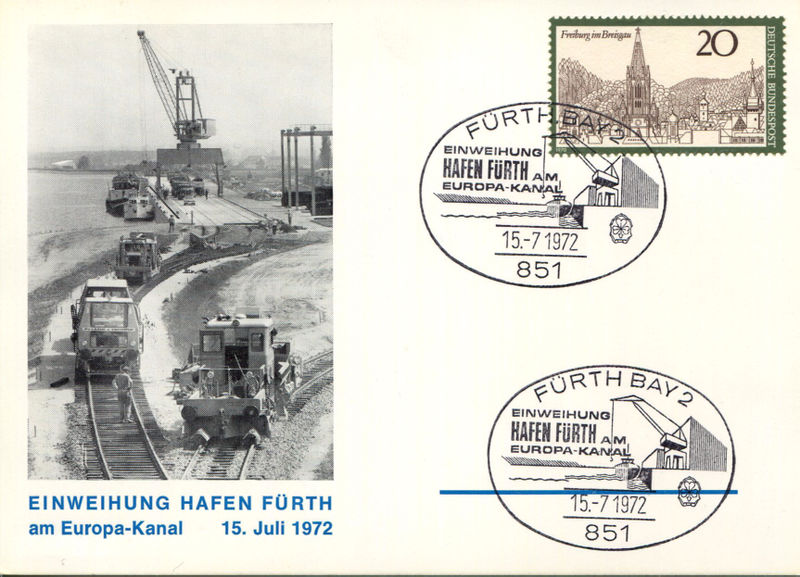 Freiburg im Breisgau
20
DEUTSCHE BUNDESPOST
FÜRTH, BAY 2
EINWEIHUNG
HAFEN FÜRTH AM
EUROPA-KANAL
15.-7 1972
851
FÜRTH BAY 2
EINWEIHUNG
HAFEN FÜRTH AM
EUROPA-KANAL
15.-7 1972
851
EINWEIHUNG HAFEN FÜRTH
am Europa-Kanal 15. Juli 1972